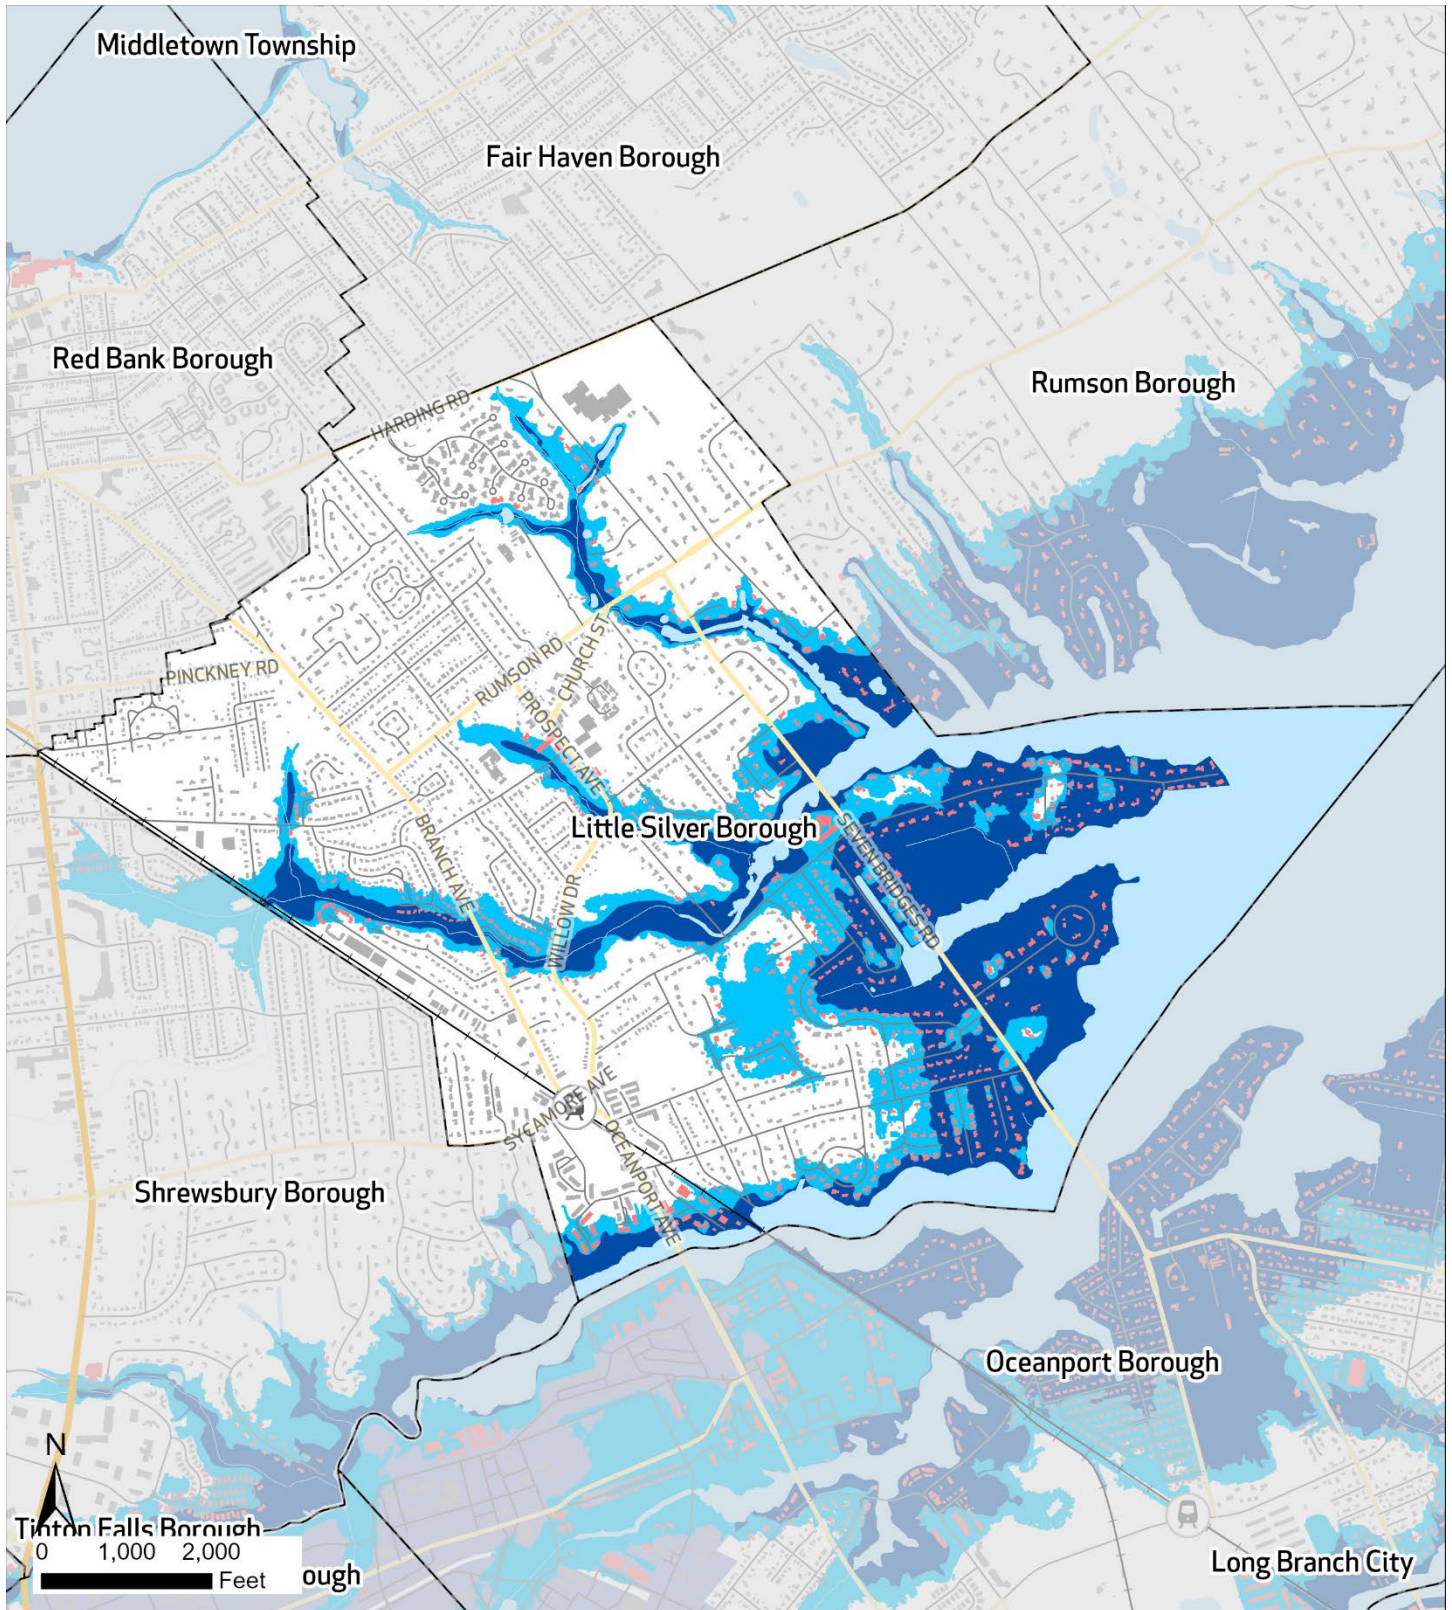 Middletown Township
Fair Haven Borough
Red Bank Borough
Rumson Borough
HARDING RD
PINCKNEY RD
RUMSON RD
CHURCH ST
PROSPECT AVE
BRANCH AVE
Little Silver Borough
SEVEN BRIDGES RD
WILLOW DR
SYCAMORE AVE
OCEANPORT AVE
Shrewsbury Borough
Oceanport Borough
N
Tinton Falls Borough
0 1,000 2,000
Feet
ough
Long Branch City